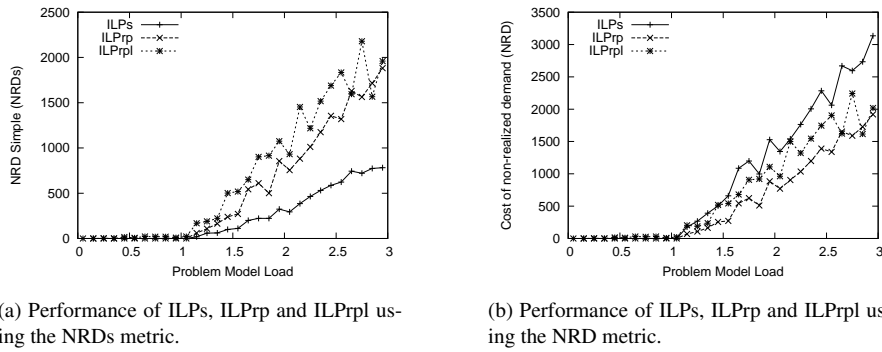 NRD Simple (NRDs)
2000
1500
1000
500
0
ILPs
ILPrp
ILPrpl
0 0.5 1 1.5 2 2.5 3
Problem Model Load
(a) Performance of ILPs, ILPrp and ILPrpl us-
ing the NRDs metric.
Cost of non-realized demand (NRD)
3500
3000
2500
2000
1500
1000
500
0
ILPs
ILPrp
ILPrpl
0 0.5 1 1.5 2 2.5 3
Problem Model Load
(b) Performance of ILPs, ILPrp and ILPrpl us-
ing the NRD metric.